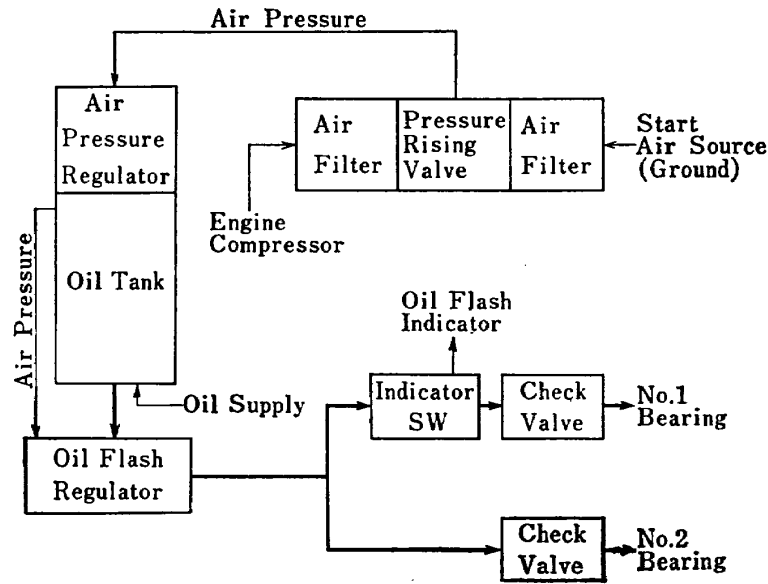 Air Pressure
Air
Pressure
Regulator
Air
Filter
Pressure
Rising
Valve
Air
Filter
Start
Air Source
(Ground)
Engine
Compressor
Air Pressure
Oil Tank
Oil Supply
Oil Flash
Regulator
Oil Flash
Indicator
Indicator
SW
Check
Valve
No.1
Bearing
Check
Valve
No.2
Bearing